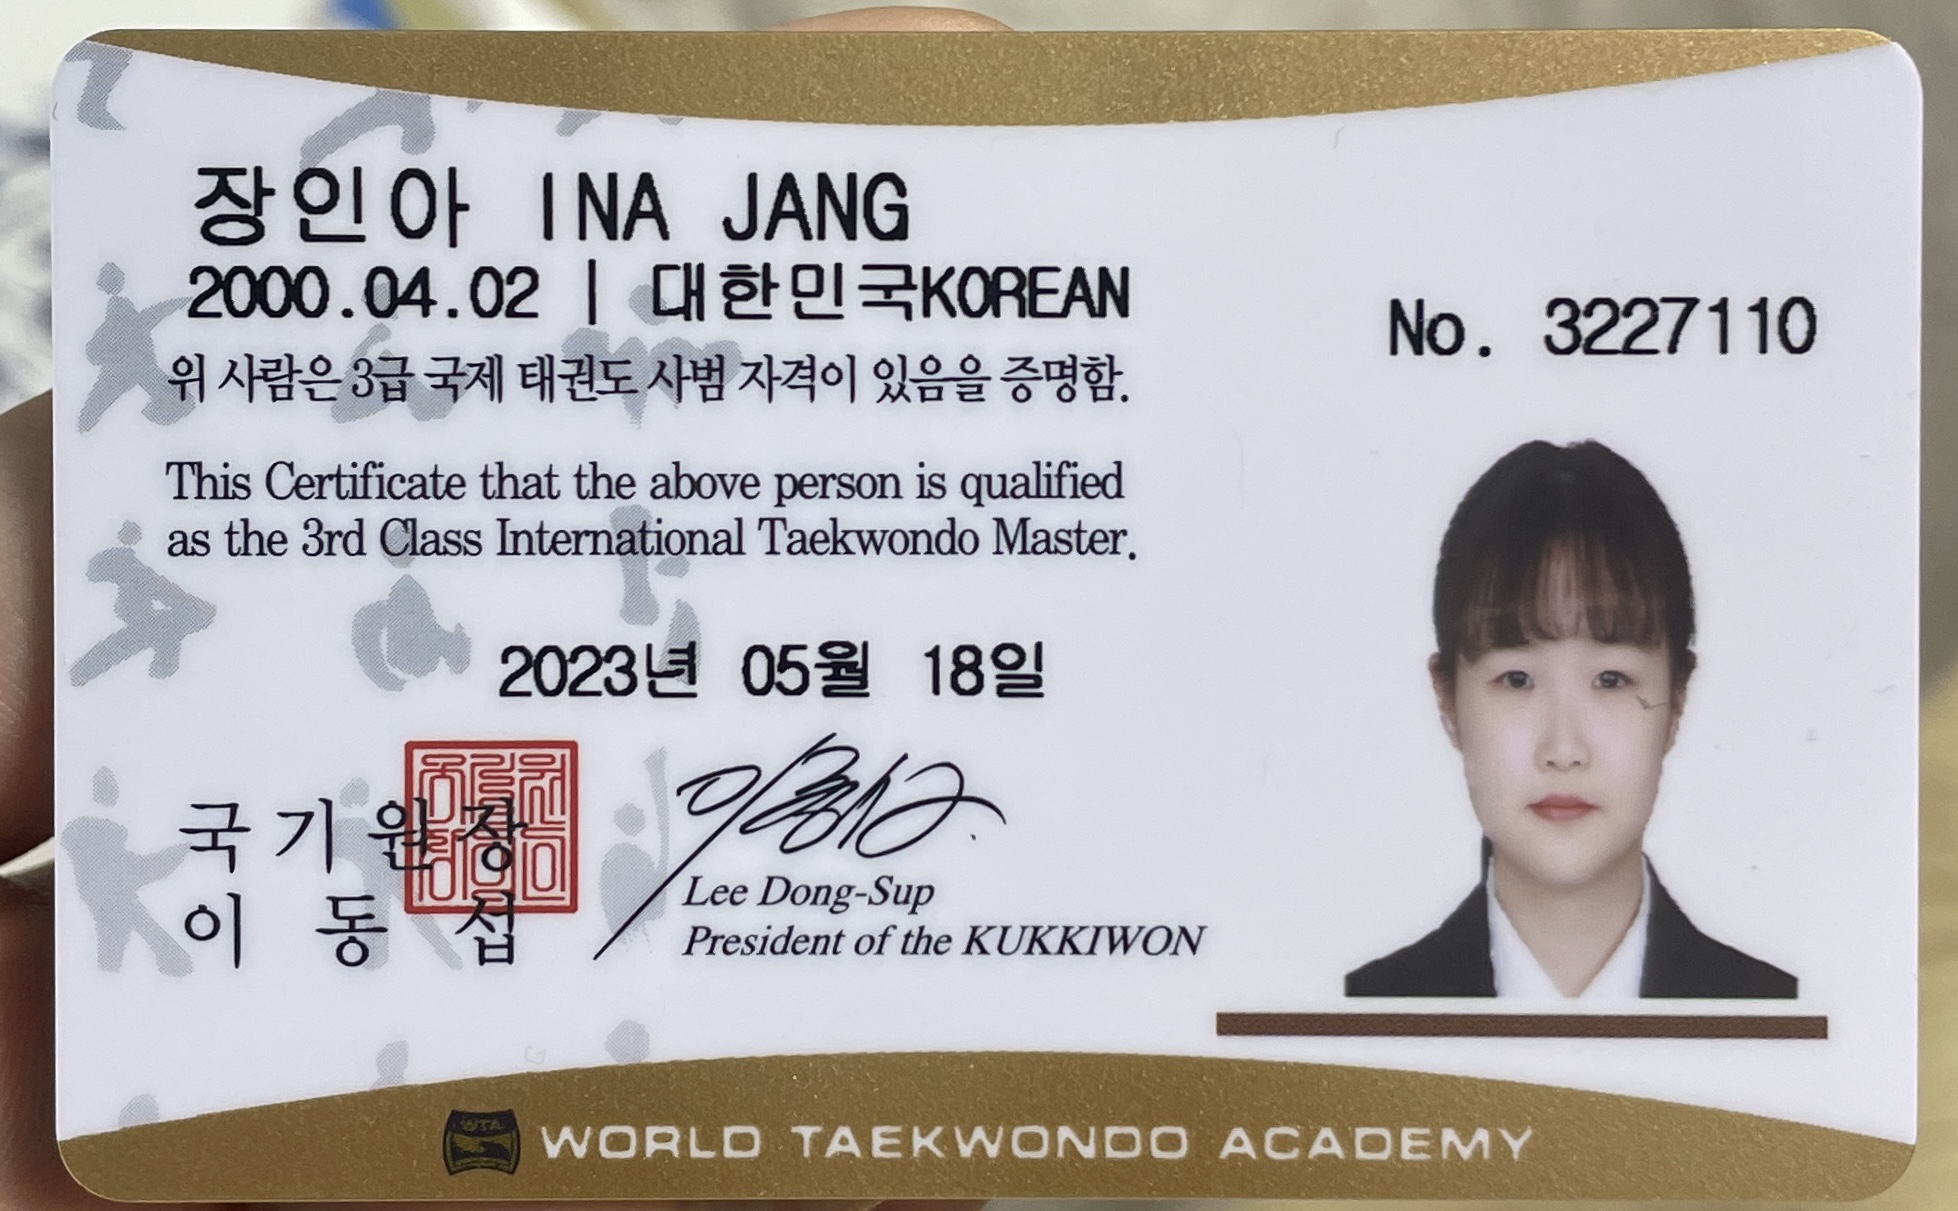 장인아 INA JANG
2000.04.02 | 대한민국KOREAN
No. 3227110
위 사람은 3급 국제 태권도 사범 자격이 있음을 증명함.
This Certificate that the above person is qualified
as the 3rd Class International Taekwondo Master.
2023년 05월 18일
국기원장
이동섭
Lee Dong-Sup
President of the KUKKIWON
WTA
WORLD TAEKWONDO ACADEMY